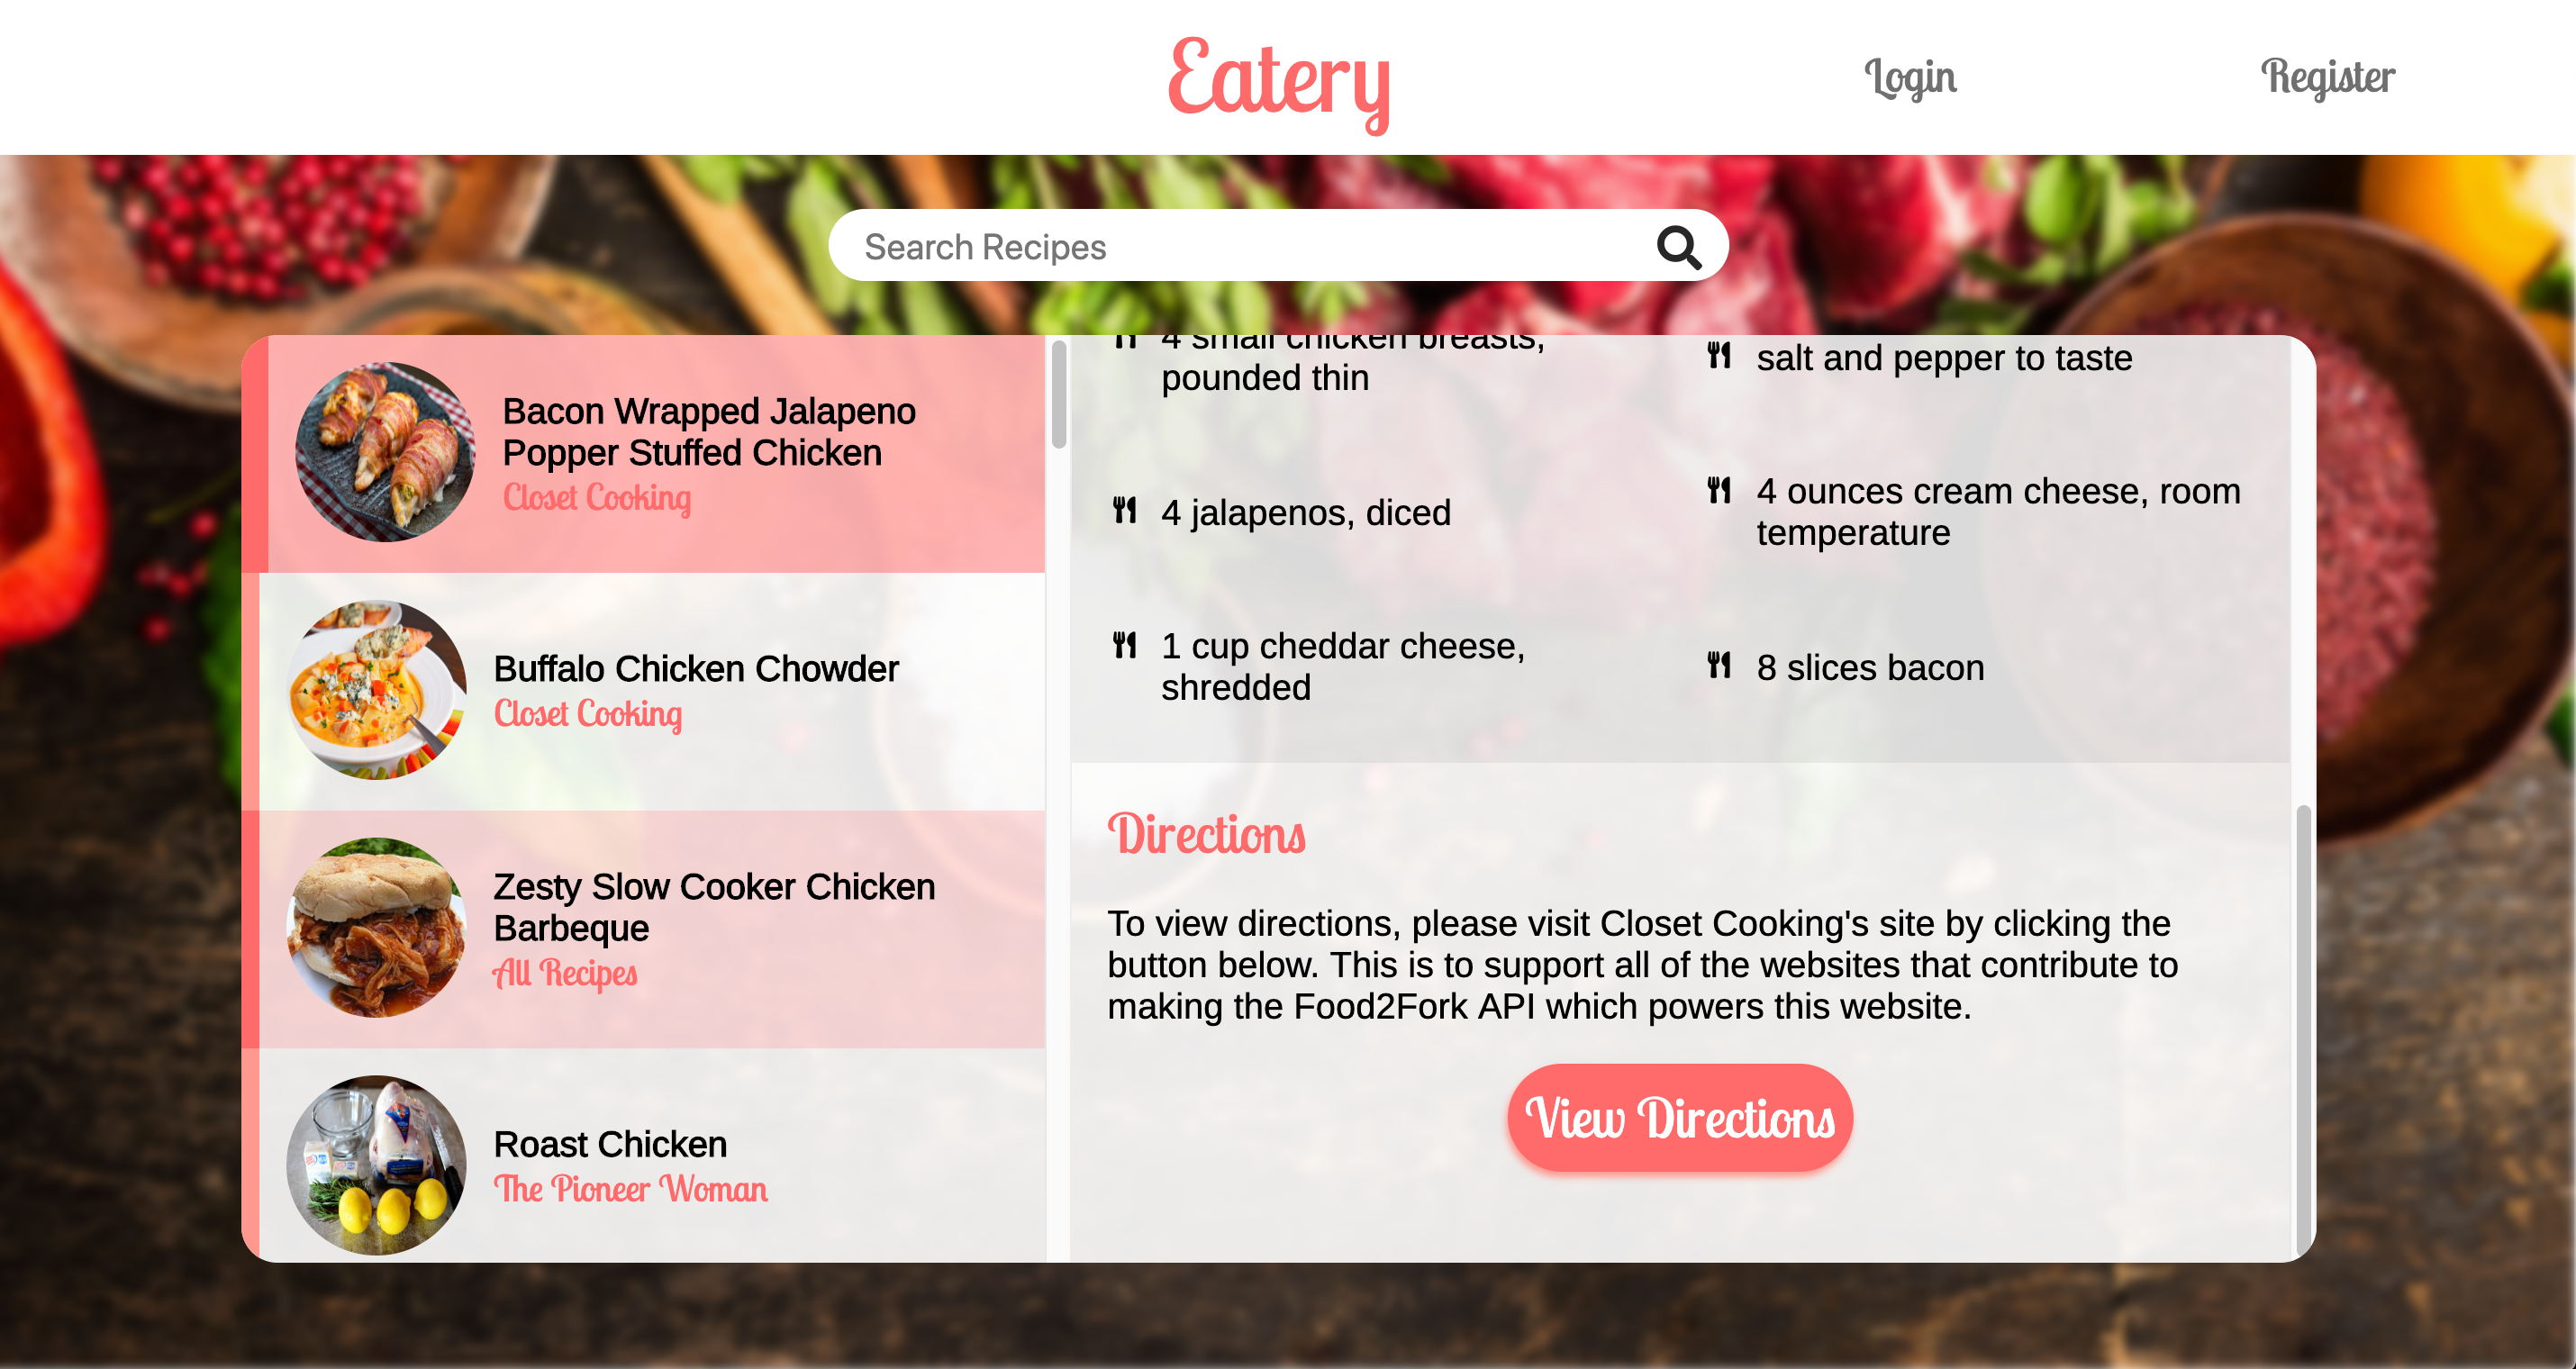 Eatery
Login
Register
Search Recipes
Bacon Wrapped Jalapeno
Popper Stuffed Chicken
Closet Cooking
Buffalo Chicken Chowder
Closet Cooking
Zesty Slow Cooker Chicken
Barbeque
All Recipes
Roast Chicken
The Pioneer Woman
4 small chicken breasts,
pounded thin
salt and pepper to taste
4 jalapenos, diced
4 ounces cream cheese, room
temperature
1 cup cheddar cheese,
shredded
8 slices bacon
Directions
To view directions, please visit Closet Cooking's site by clicking the
button below. This is to support all of the websites that contribute to
making the Food2Fork API which powers this website.
View Directions